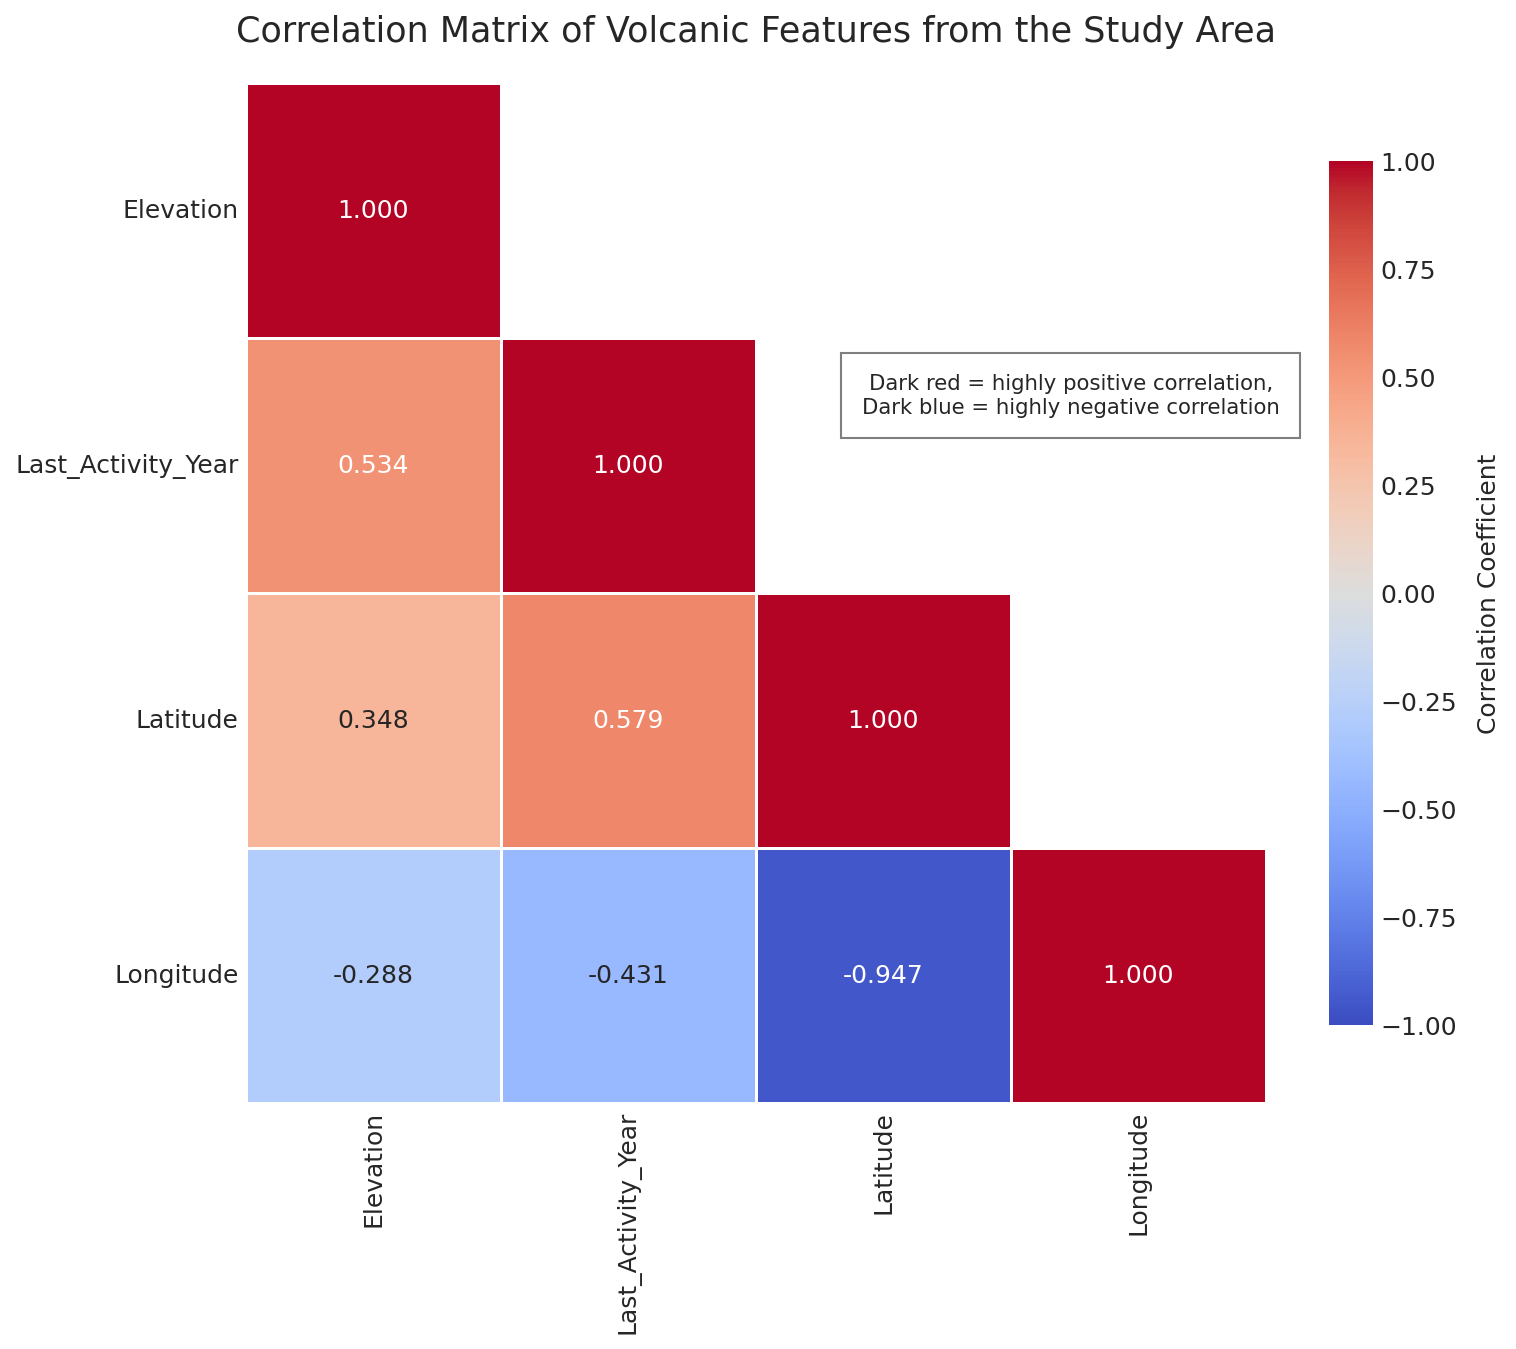 Correlation Matrix of Volcanic Features from the Study Area
Elevation
1.000
Last_Activity_Year
0.534
1.000
Latitude
0.348
0.579
1.000
Longitude
-0.288
-0.431
-0.947
1.000
Elevation
Last_Activity_Year
Latitude
Longitude
Dark red = highly positive correlation,
Dark blue = highly negative correlation
1.00
0.75
0.50
0.25
0.00
−0.25
−0.50
−0.75
−1.00
Correlation Coefficient